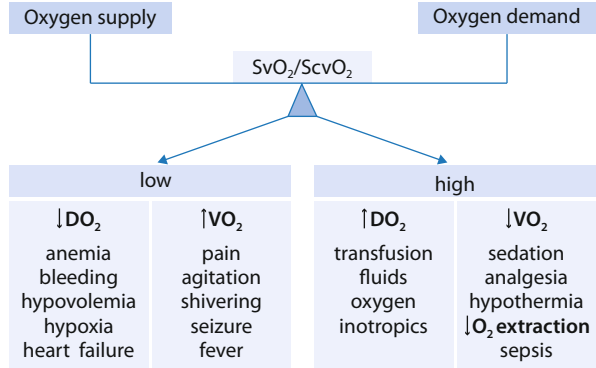 Oxygen supply
Oxygen demand
SvO₂/ScvO₂
low
high
↓DO₂
anemia
bleeding
hypovolemia
hypoxia
heart failure
↑VO₂
pain
agitation
shivering
seizure
fever
↑DO₂
transfusion
fluids
oxygen
inotropics
↓VO₂
sedation
analgesia
hypothermia
↓O₂ extraction
sepsis